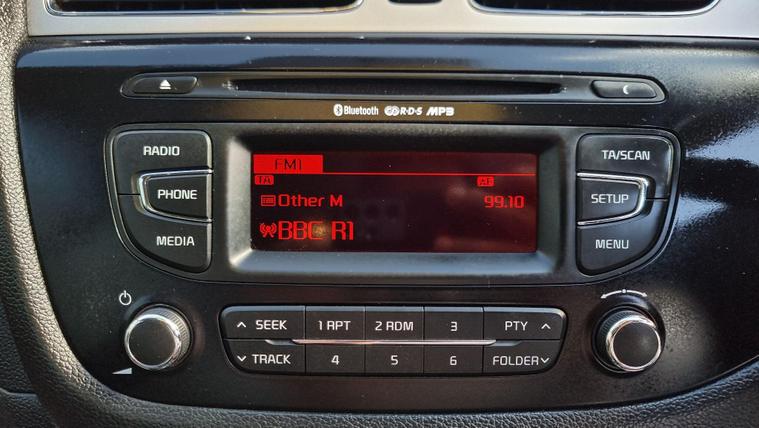 Bluetooth R·D·S MP3
RADIO
PHONE
MEDIA
FM1
TA AF
Other M 99.10
BBC R1
TA/SCAN
SETUP
MENU
SEEK 1 RPT 2 RDM 3 PTY
TRACK 4 5 6 FOLDER